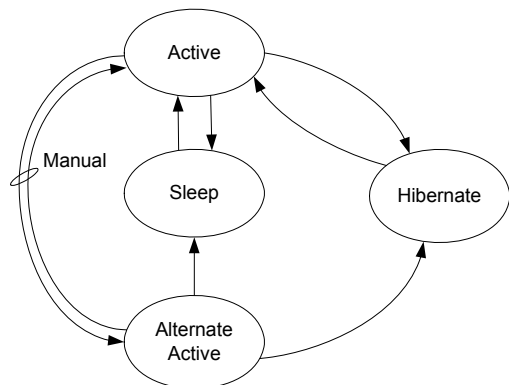 Active
Manual
Sleep
Hibernate
Alternate
Active